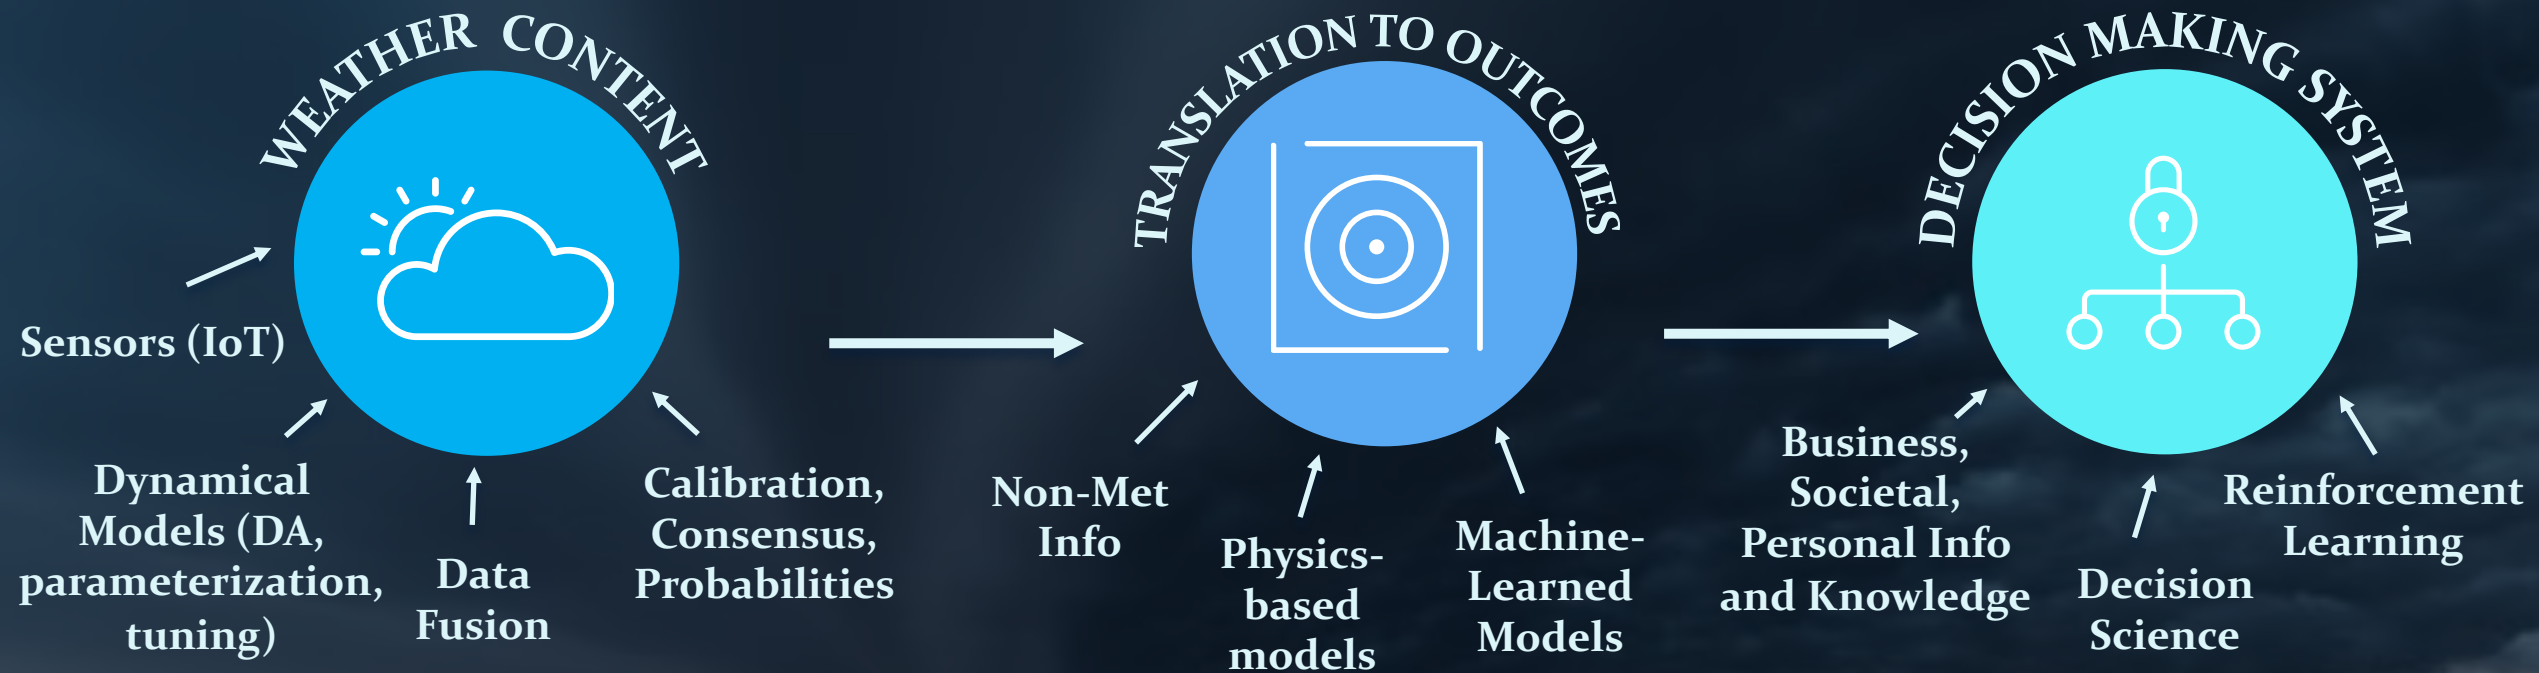 WEATHER CONTENT
Sensors (IoT)
Dynamical
Models (DA,
parameterization,
tuning)
Data
Fusion
Calibration,
Consensus,
Probabilities
TRANSLATION TO OUTCOMES
Non-Met
Info
Physics-
based
models
Machine-
Learned
Models
DECISION MAKING SYSTEM
Business,
Societal,
Personal Info
and Knowledge
Decision
Science
Reinforcement
Learning